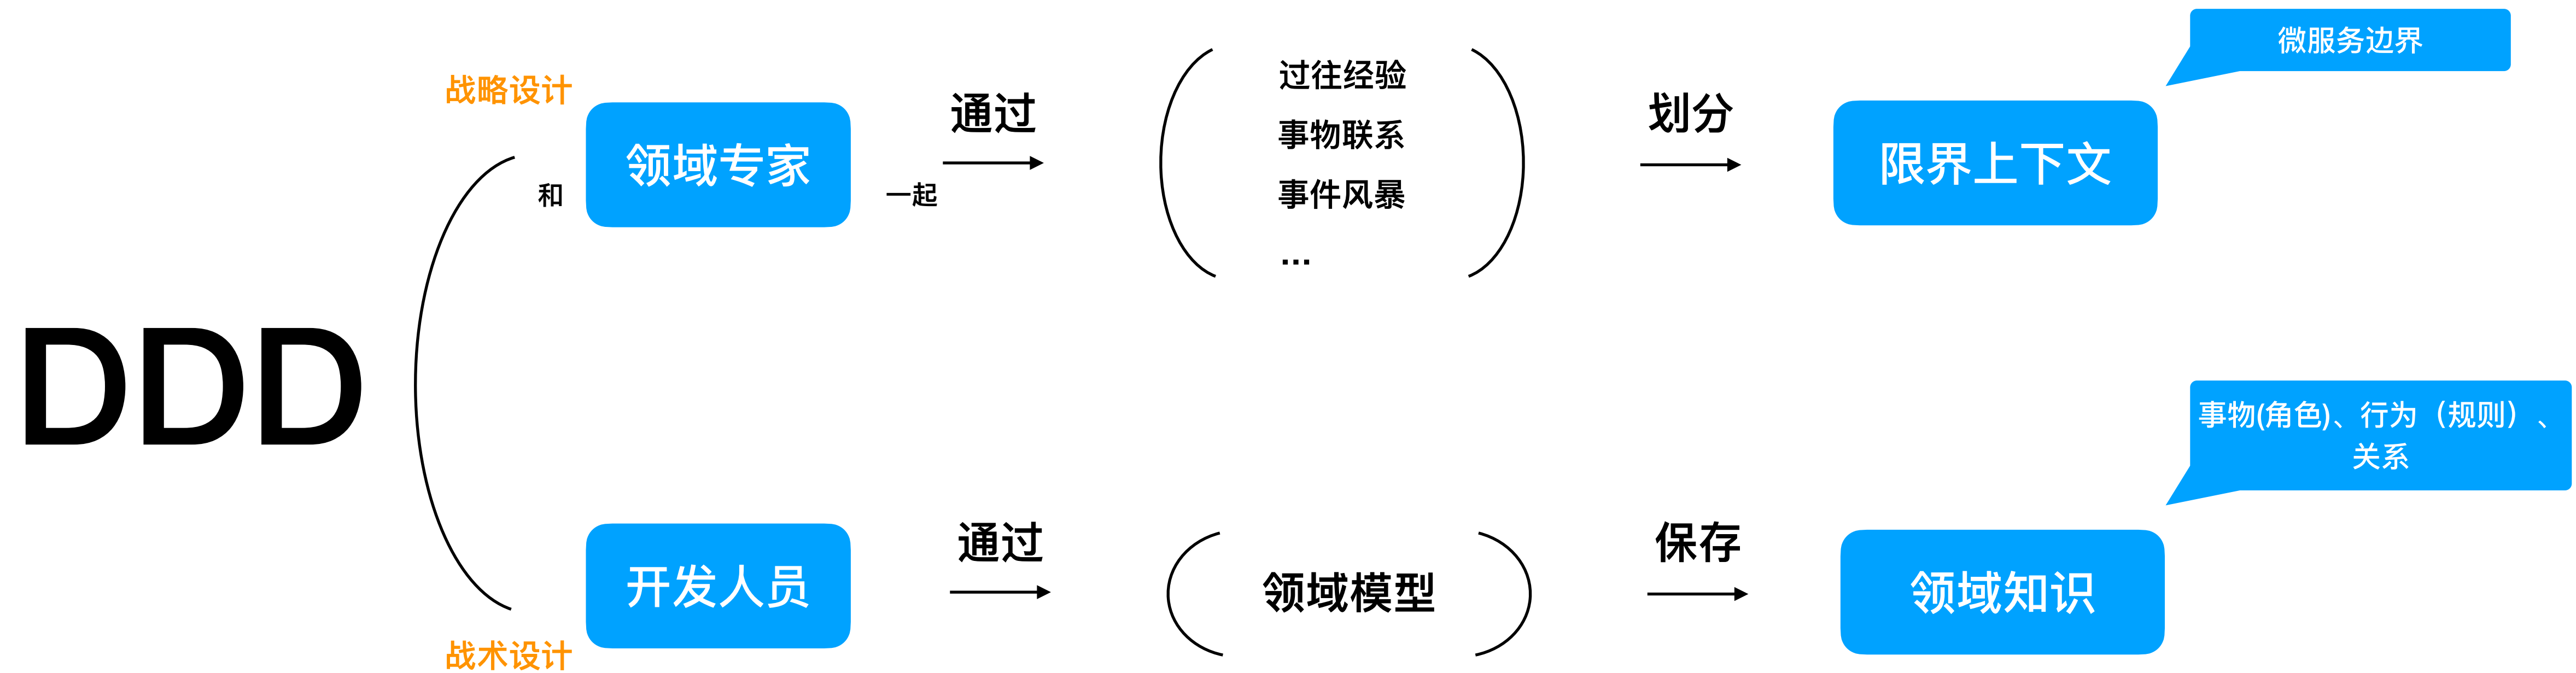 DDD
战略设计
和
领域专家
一起
通过
过往经验
事物联系
事件风暴
...
划分
限界上下文
微服务边界
战术设计
开发人员
通过
领域模型
保存
领域知识
事物(角色)、行为（规则）、
关系